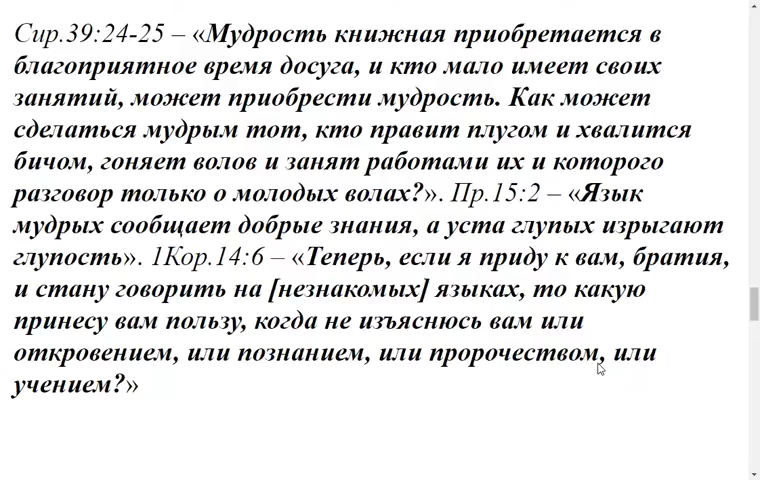 Сир.39:24-25 – «Мудрость книжная приобретается в
благоприятное время досуга, и кто мало имеет своих
занятий, может приобрести мудрость. Как может
сделаться мудрым тот, кто правит плугом и хвалится
бичом, гоняет волов и занят работами их и которого
разговор только о молодых волах?». Пр.15:2 – «Язык
мудрых сообщает добрые знания, а уста глупых изрыгают
глупость». 1Кор.14:6 – «Теперь, если я приду к вам, братия,
и стану говорить на [незнакомых] языках, то какую
принесу вам пользу, когда не изъяснюсь вам или
откровением, или познанием, или пророчеством, или
учением?»